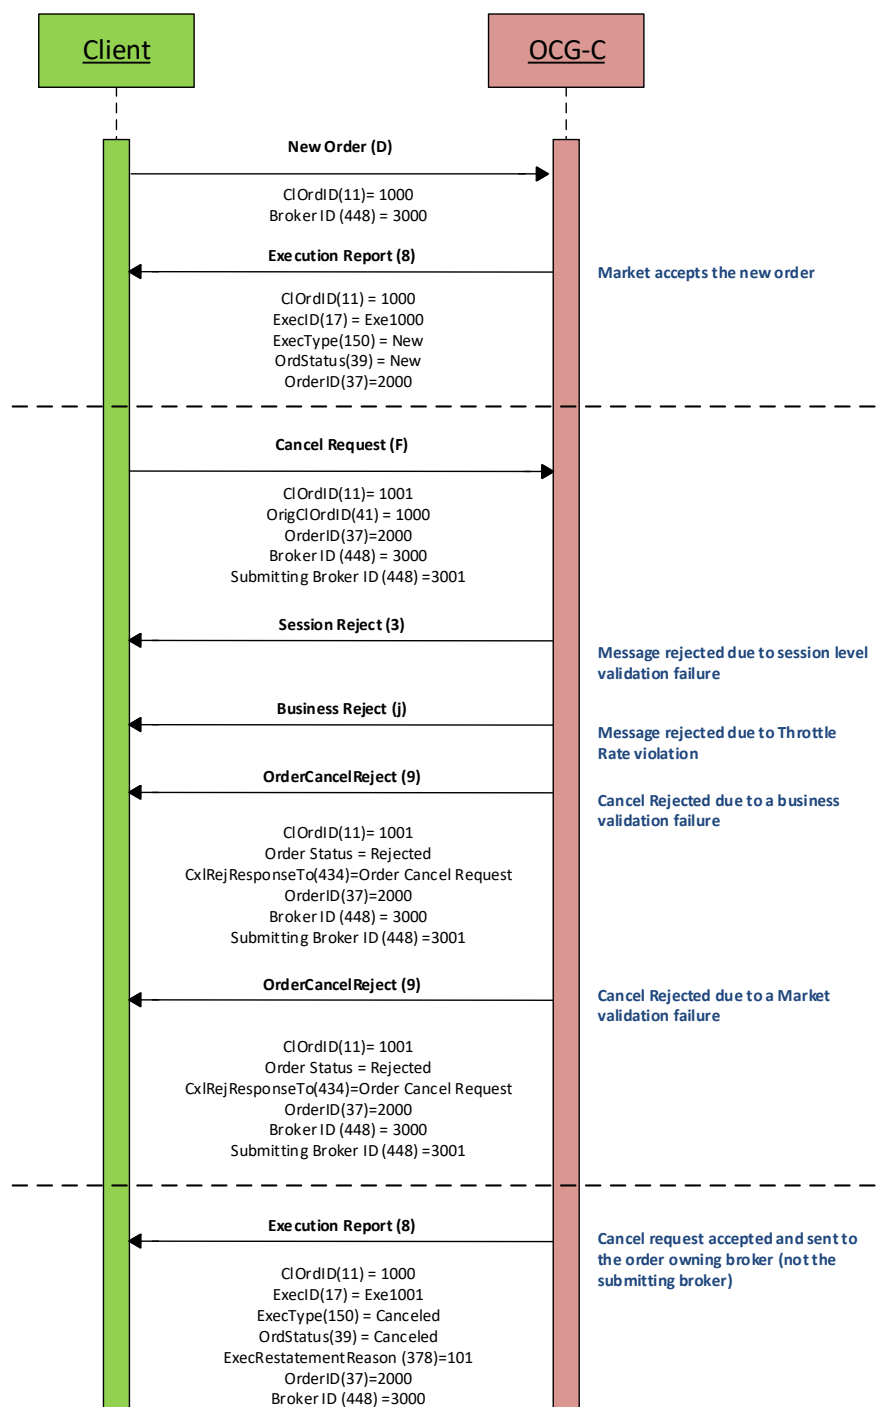 Client
OCG-C
New Order (D)
ClOrdID(11)= 1000
Broker ID (448) = 3000
Execution Report (8)
Market accepts the new order
ClOrdID(11) = 1000
ExecID(17) = Exe1000
ExecType(150) = New
OrdStatus(39) = New
OrderID(37)=2000
Cancel Request (F)
ClOrdID(11)= 1001
OrigClOrdID(41) = 1000
OrderID(37)=2000
Broker ID (448) = 3000
Submitting Broker ID (448) =3001
Session Reject (3)
Message rejected due to session level
validation failure
Business Reject (j)
Message rejected due to Throttle
Rate violation
OrderCancelReject (9)
Cancel Rejected due to a business
validation failure
ClOrdID(11)= 1001
Order Status = Rejected
CxlRejResponseTo(434)=Order Cancel Request
OrderID(37)=2000
Broker ID (448) = 3000
Submitting Broker ID (448) =3001
OrderCancelReject (9)
Cancel Rejected due to a Market
validation failure
ClOrdID(11)= 1001
Order Status = Rejected
CxlRejResponseTo(434)=Order Cancel Request
OrderID(37)=2000
Broker ID (448) = 3000
Submitting Broker ID (448) =3001
Execution Report (8)
Cancel request accepted and sent to
the order owning broker (not the
submitting broker)
ClOrdID(11) = 1000
ExecID(17) = Exe1001
ExecType(150) = Canceled
OrdStatus(39) = Canceled
ExecRestatementReason (378)=101
OrderID(37)=2000
Broker ID (448) =3000